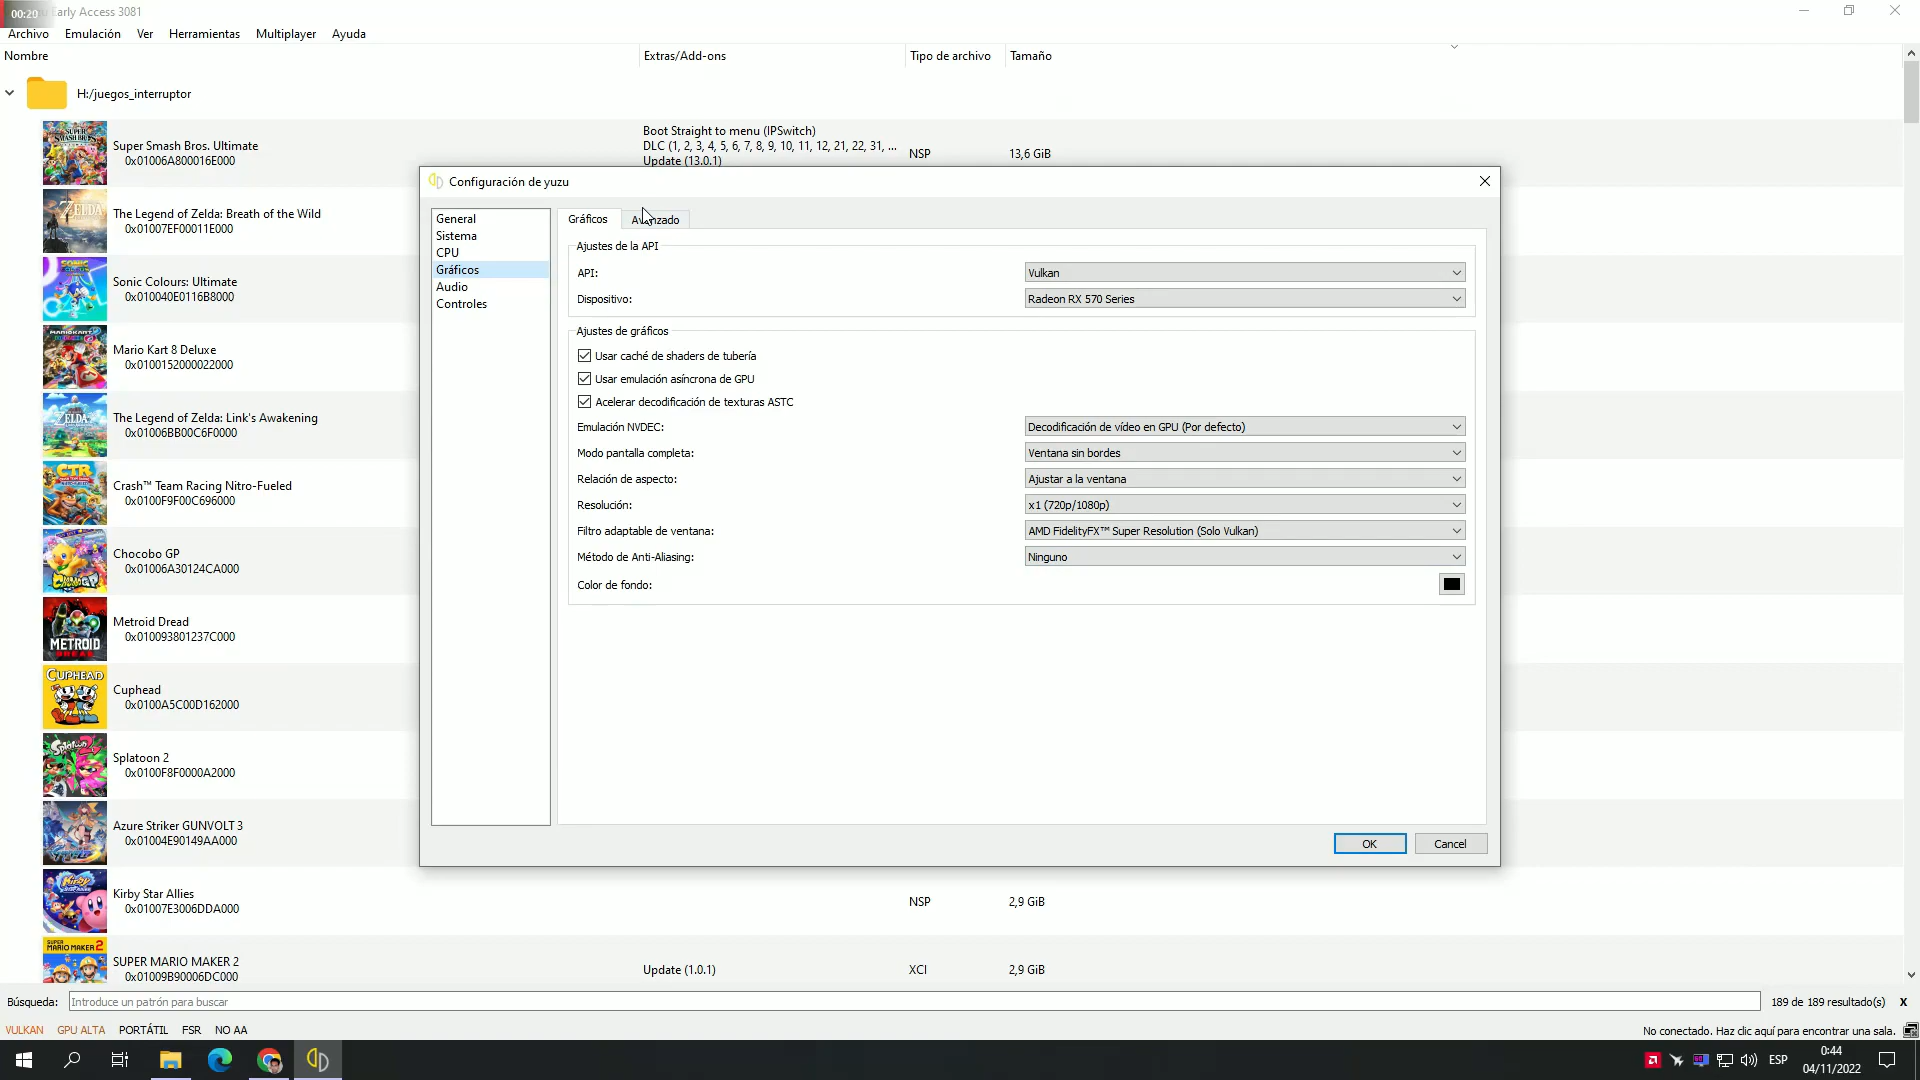 00:20
Early Access 3081
Archivo Emulación Ver Herramientas Multiplayer Ayuda
Nombre Extras/Add-ons Tipo de archivo Tamaño
H:/juegos_interruptor
Super Smash Bros. Ultimate
0x01006A800016E000
Boot Straight to menu (IPSwitch)
DLC (1, 2, 3, 4, 5, 6, 7, 8, 9, 10, 11, 12, 21, 22, 31, ...
Update (13.0.1)
NSP 13,6 GiB
The Legend of Zelda: Breath of the Wild
0x01007EF00011E000
Sonic Colours: Ultimate
0x010040E0116B8000
Mario Kart 8 Deluxe
0x0100152000022000
The Legend of Zelda: Link's Awakening
0x01006BB00C6F0000
Crash™ Team Racing Nitro-Fueled
0x0100F9F00C696000
Chocobo GP
0x01006A30124CA000
Metroid Dread
0x010093801237C000
Cuphead
0x0100A5C00D162000
Splatoon 2
0x0100F8F0000A2000
Azure Striker GUNVOLT 3
0x01004E90149AA000
Kirby Star Allies
0x01007E3006DDA000
NSP 2,9 GiB
SUPER MARIO MAKER 2
0x01009B90006DC000
Update (1.0.1) XCI 2,9 GiB
Configuración de yuzu
General
Sistema
CPU
Gráficos
Audio
Controles
Gráficos Avanzado
Ajustes de la API
API: Vulkan
Dispositivo: Radeon RX 570 Series
Ajustes de gráficos
Usar caché de shaders de tubería
Usar emulación asíncrona de GPU
Acelerar decodificación de texturas ASTC
Emulación NVDEC: Decodificación de vídeo en GPU (Por defecto)
Modo pantalla completa: Ventana sin bordes
Relación de aspecto: Ajustar a la ventana
Resolución: x1 (720p/1080p)
Filtro adaptable de ventana: AMD FidelityFX™ Super Resolution (Solo Vulkan)
Método de Anti-Aliasing: Ninguno
Color de fondo:
OK Cancel
Búsqueda: Introduce un patrón para buscar 189 de 189 resultado(s) X
VULKAN GPU ALTA PORTÁTIL FSR NO AA No conectado. Haz clic aquí para encontrar una sala.
ESP 0:44
04/11/2022